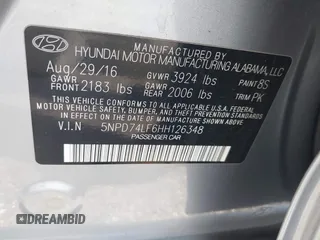 MANUFACTURED BY
HYUNDAI MOTOR MANUFACTURING ALABAMA, LLC
Aug/29/16 GVWR 3924 lbs PAINT 8S
GAWR FRONT 2183 lbs GAWR REAR 2006 lbs TRIM PK
THIS VEHICLE CONFORMS TO ALL APPLICABLE U.S. FEDERAL MOTOR VEHICLE SAFETY, BUMPER, AND THEFT PREVENTION STANDARDS IN EFFECT ON THE DATE OF MANUFACTURE SHOWN ABOVE.
V.I.N 5NPD74LF6HH126348
PASSENGER CAR
DREAMBID